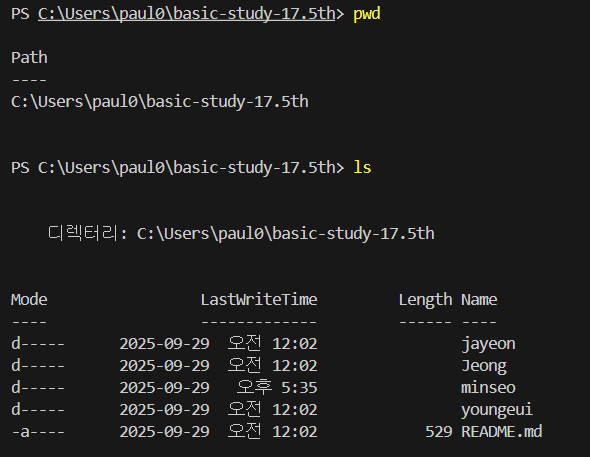 PS C:\Users\paul0\basic-study-17.5th> pwd
Path
----
C:\Users\paul0\basic-study-17.5th
PS C:\Users\paul0\basic-study-17.5th> ls
디렉터리: C:\Users\paul0\basic-study-17.5th
Mode LastWriteTime Length Name
---- ------------- ------ ----
d----- 2025-09-29 오전 12:02 jayeon
d----- 2025-09-29 오전 12:02 Jeong
d----- 2025-09-29 오후 5:35 minseo
d----- 2025-09-29 오전 12:02 youngeui
-a---- 2025-09-29 오전 12:02 529 README.md